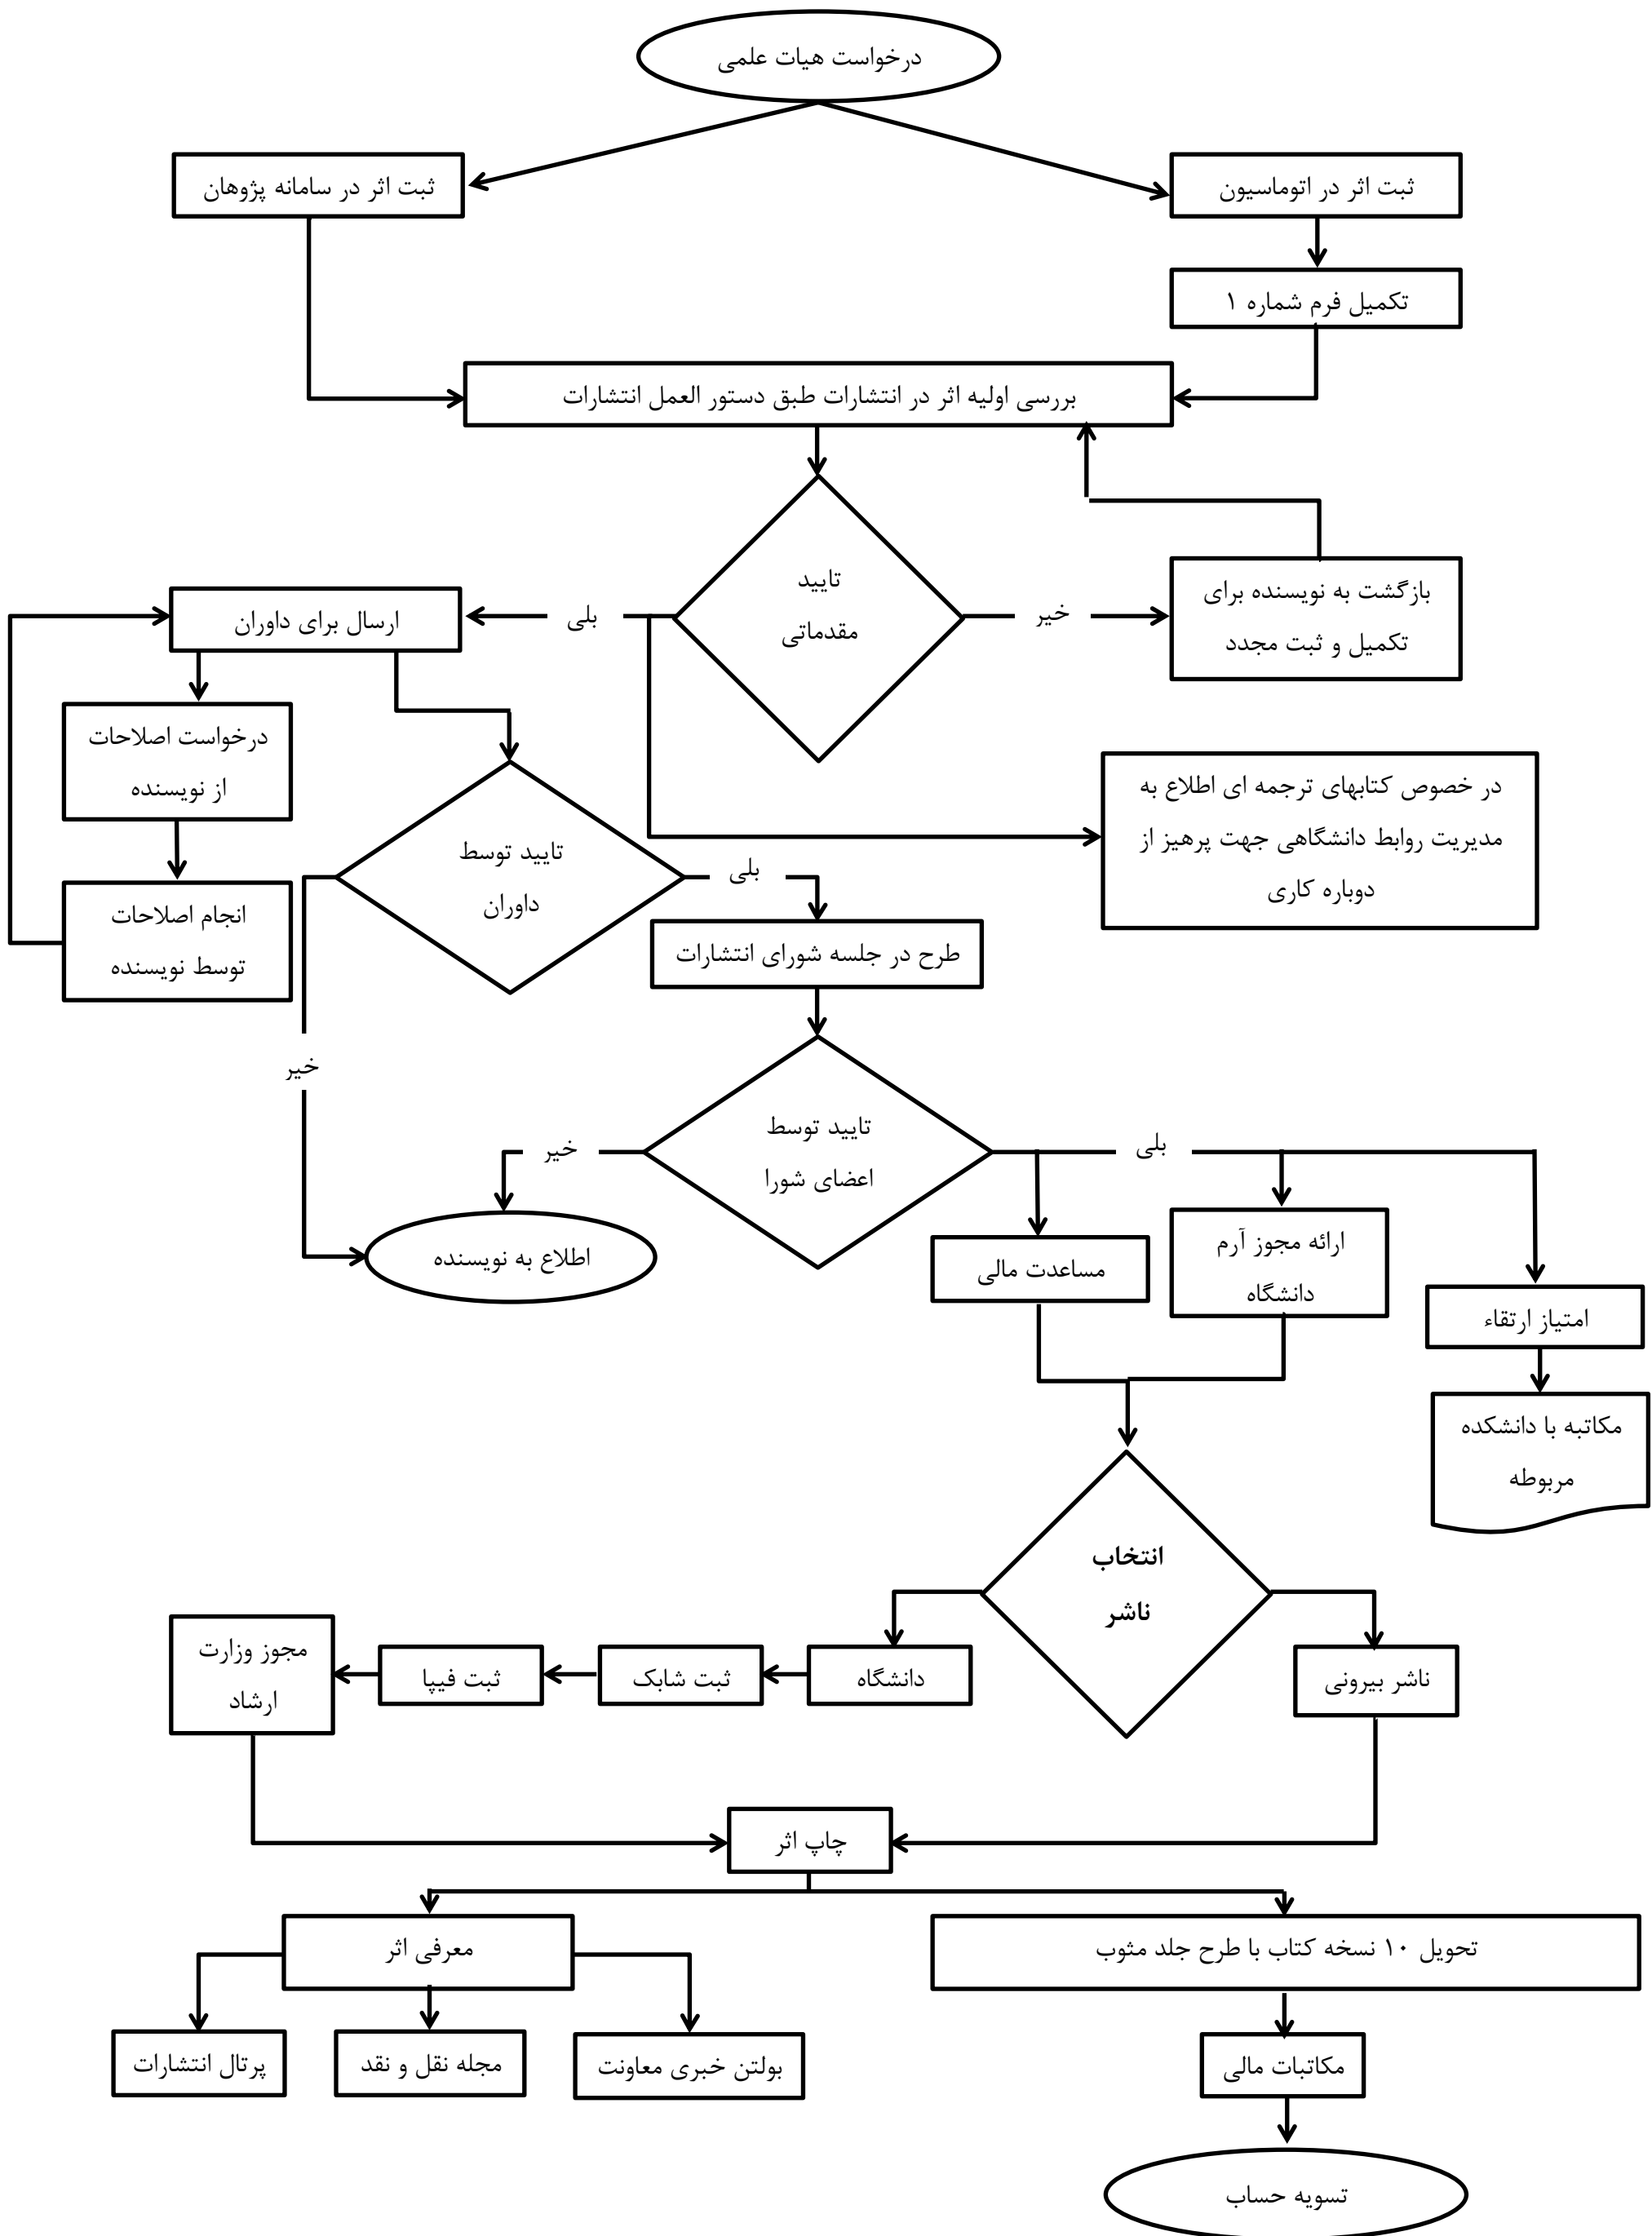 درخواست هیات علمی
ثبت اثر در اتوماسیون
ثبت اثر در سامانه پژوهان
تکمیل فرم شماره ۱
بررسی اولیه اثر در انتشارات طبق دستور العمل انتشارات
تایید
مقدماتی
خیر
بازگشت به نویسنده برای
تکمیل و ثبت مجدد
بلی
ارسال برای داوران
درخواست اصلاحات
از نویسنده
انجام اصلاحات
توسط نویسنده
در خصوص کتابهای ترجمه ای اطلاع به
مدیریت روابط دانشگاهی جهت پرهیز از
دوباره کاری
تایید توسط
داوران
بلی
خیر
طرح در جلسه شورای انتشارات
تایید توسط
اعضای شورا
بلی
خیر
اطلاع به نویسنده
مساعدت مالی
ارائه مجوز آرم
دانشگاه
امتیاز ارتقاء
مکاتبه با دانشکده
مربوطه
انتخاب
ناشر
ناشر بیرونی
دانشگاه
ثبت شابک
ثبت فیپا
مجوز وزارت
ارشاد
چاپ اثر
تحویل ۱۰ نسخه کتاب با طرح جلد مثوب
معرفی اثر
مکاتبات مالی
بولتن خبری معاونت
مجله نقل و نقد
پرتال انتشارات
تسویه حساب